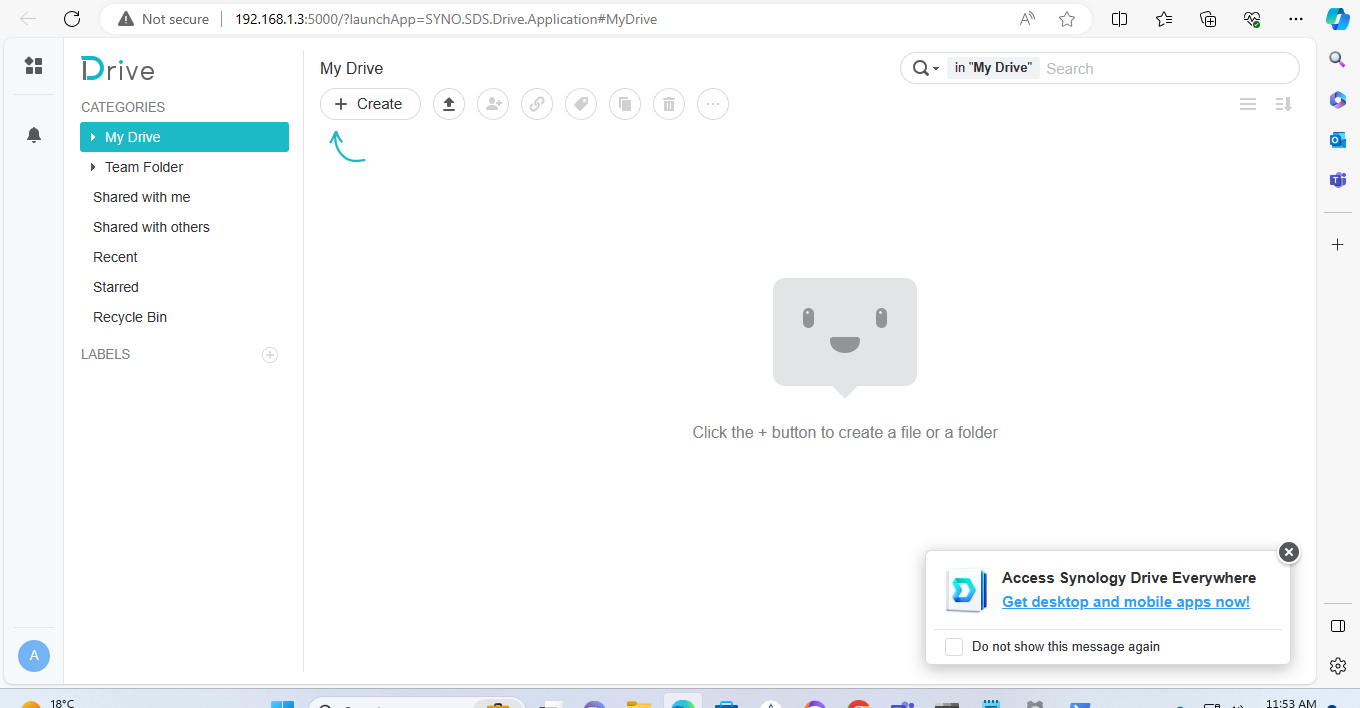 Not secure
192.168.1.3:5000/?launchApp=SYNO.SDS.Drive.Application#MyDrive
Drive
CATEGORIES
My Drive
Team Folder
Shared with me
Shared with others
Recent
Starred
Recycle Bin
LABELS
A
My Drive
in "My Drive"
Search
+ Create
Click the + button to create a file or a folder
Access Synology Drive Everywhere
Get desktop and mobile apps now!
Do not show this message again
18°C
11:53 AM